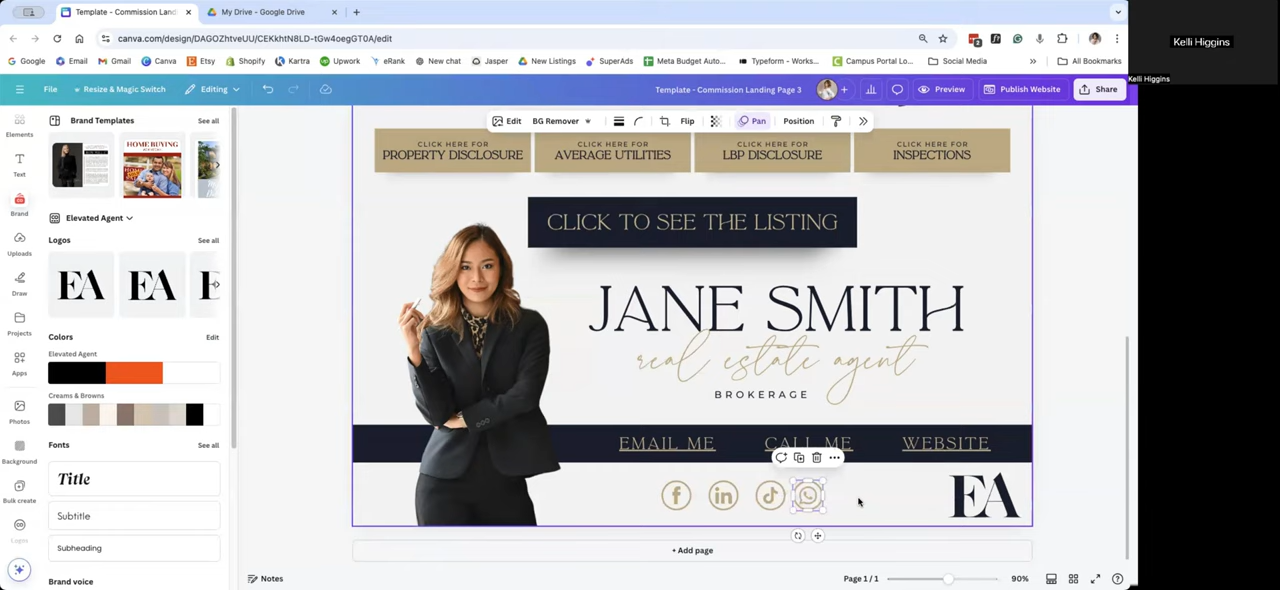 Template - Commission Land
My Drive - Google Drive
canva.com/design/DAGOZhtveUU/CEKkhtN8LD-tGw4oegGT0A/edit
Google
Email
Gmail
Canva
Etsy
Shopify
Kartra
Upwork
eRank
New chat
Jasper
New Listings
SuperAds
Meta Budget Auto...
Typeform - Works...
Campus Portal Lo...
Social Media
All Bookmarks
Kelli Higgins
Kelli Higgins
File
Resize & Magic Switch
Editing
Template - Commission Landing Page 3
Preview
Publish Website
Share
Elements
Text
Brand
Uploads
Draw
Projects
Apps
Photos
Background
Bulk create
Logos
Brand Templates
See all
HOME BUYING
Elevated Agent
Logos
See all
EA
EA
E
Colors
Edit
Elevated Agent
Creams & Browns
Fonts
See all
Title
Subtitle
Subheading
Brand voice
Edit
BG Remover
Flip
Pan
Position
CLICK HERE FOR
PROPERTY DISCLOSURE
CLICK HERE FOR
AVERAGE UTILITIES
CLICK HERE FOR
LBP DISCLOSURE
CLICK HERE FOR
INSPECTIONS
CLICK TO SEE THE LISTING
JANE SMITH
real estate agent
BROKERAGE
EMAIL ME
CALL ME
WEBSITE
EA
+ Add page
Notes
Page 1 / 1
90%